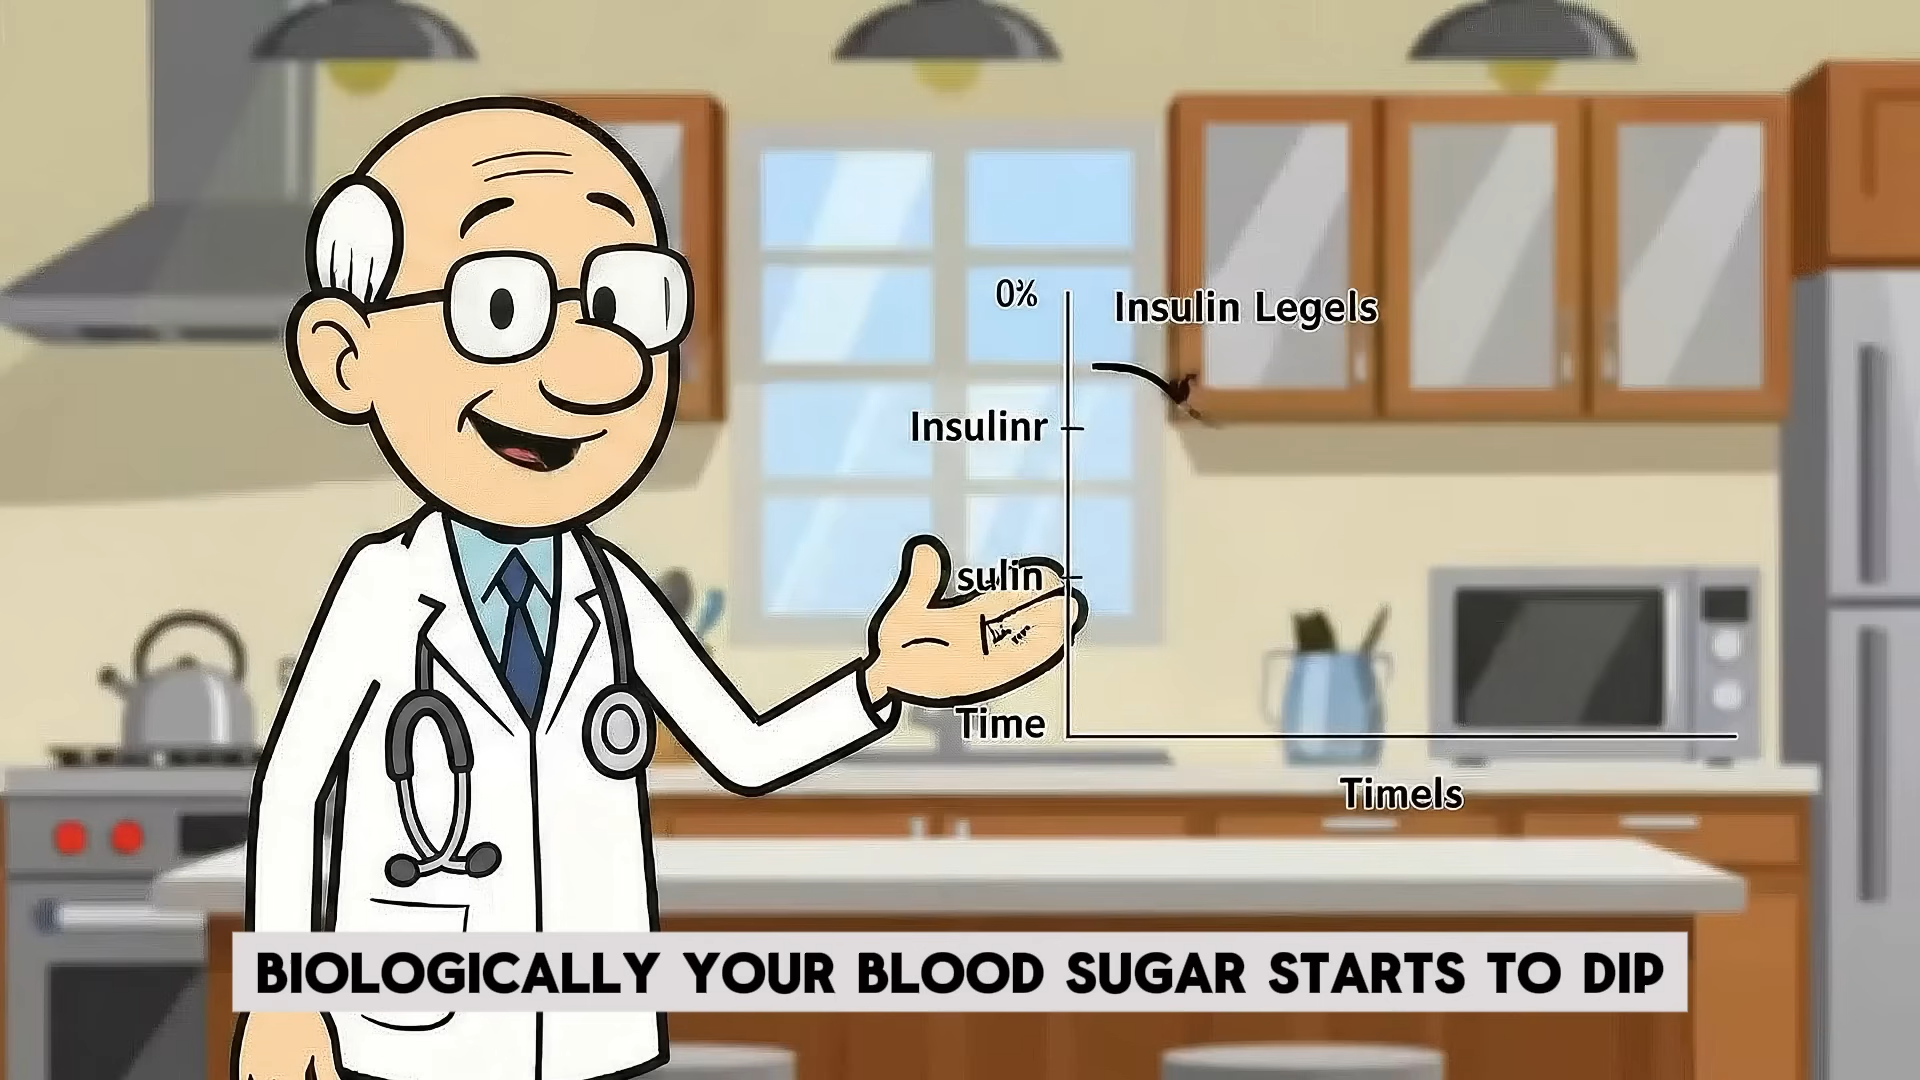 0%
Insulin Legels
Insulinr
sulin
Time
Timels
BIOLOGICALLY YOUR BLOOD SUGAR STARTS TO DIP